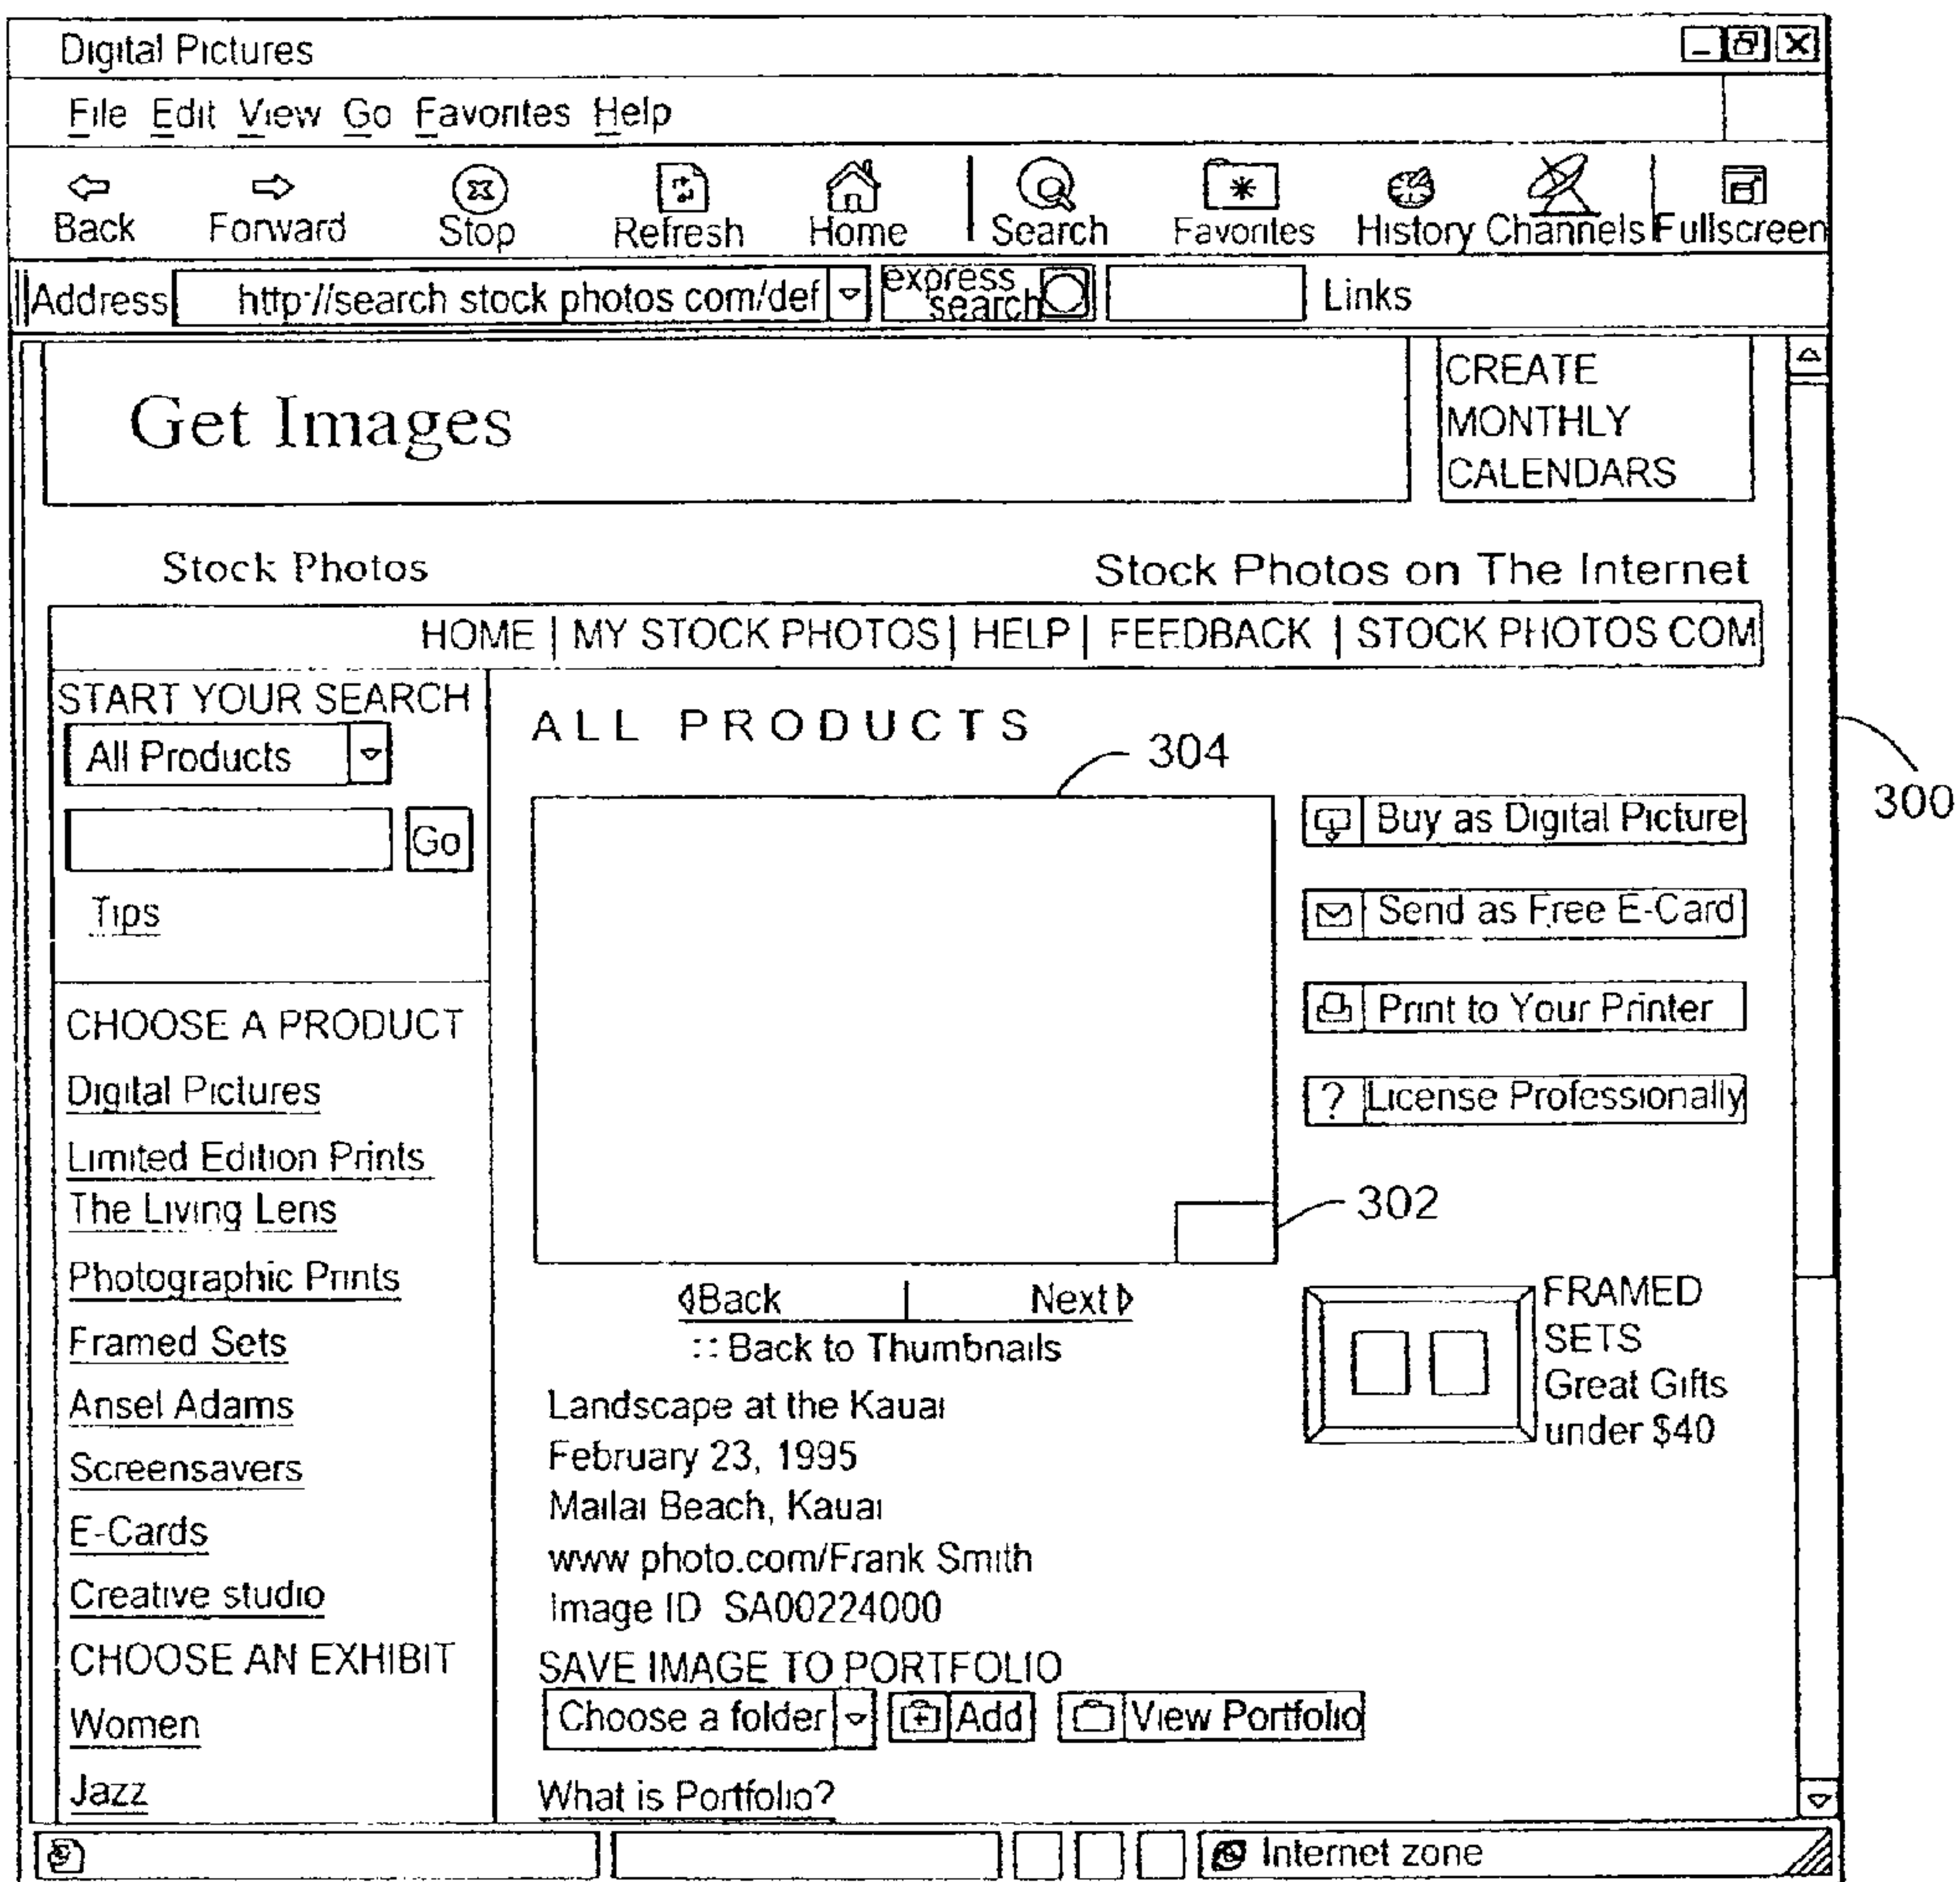 Digital Pictures
File Edit View Go Favorites Help
Back Forward Stop Refresh Home Search Favorites History Channels Fullscreen
Address http://search stock photos com/def express search Links
Get Images
CREATE
MONTHLY
CALENDARS
Stock Photos
Stock Photos on The Internet
HOME | MY STOCK PHOTOS | HELP | FEEDBACK | STOCK PHOTOS COM
START YOUR SEARCH
All Products
Go
Tips
CHOOSE A PRODUCT
Digital Pictures
Limited Edition Prints
The Living Lens
Photographic Prints
Framed Sets
Ansel Adams
Screensavers
E-Cards
Creative studio
CHOOSE AN EXHIBIT
Women
Jazz
ALL PRODUCTS
304
300
Buy as Digital Picture
Send as Free E-Card
Print to Your Printer
? License Professionally
302
Back | Next
:: Back to Thumbnails
FRAMED
SETS
Great Gifts
under $40
Landscape at the Kauai
February 23, 1995
Mailai Beach, Kauai
www photo.com/Frank Smith
Image ID SA00224000
SAVE IMAGE TO PORTFOLIO
Choose a folder Add View Portfolio
What is Portfolio?
Internet zone